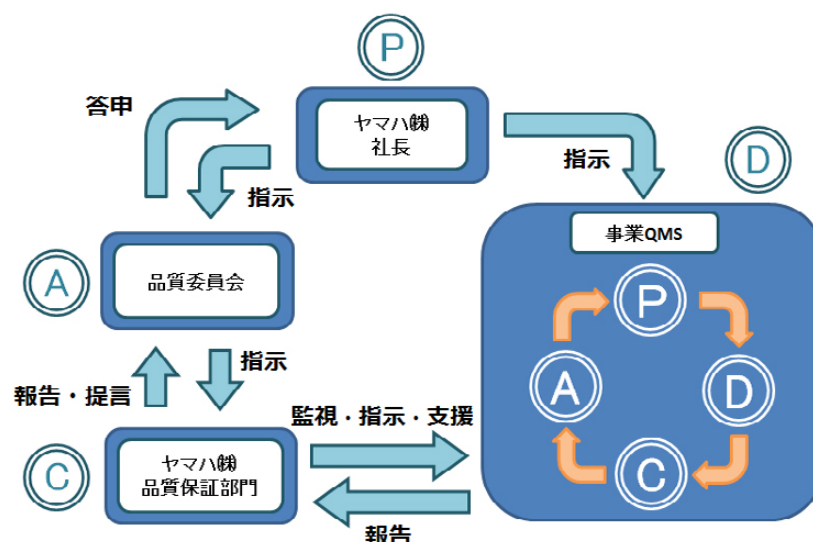 P
答申
ヤマハ㈱
社長
指示
指示
D
事業QMS
A
品質委員会
P
指示
A
D
報告・提言
監視・指示・支援
C
ヤマハ㈱
品質保証部門
C
報告